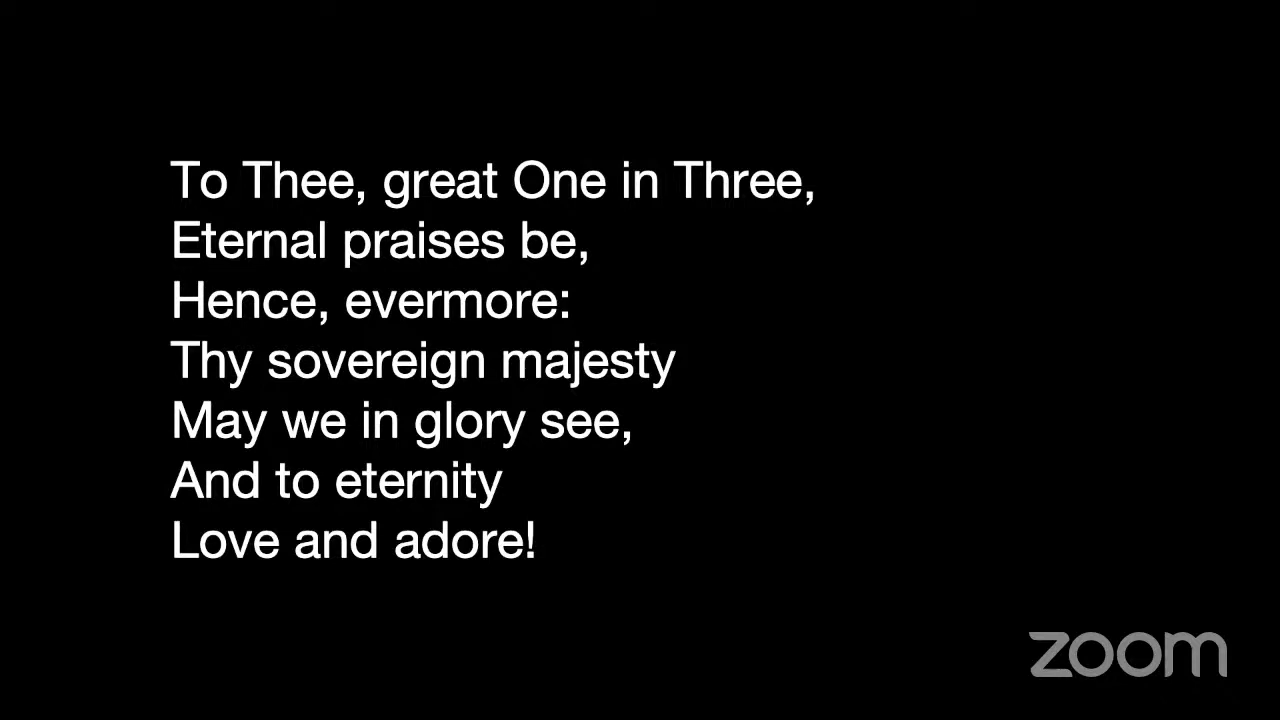 To Thee, great One in Three,
Eternal praises be,
Hence, evermore:
Thy sovereign majesty
May we in glory see,
And to eternity
Love and adore!
zoom